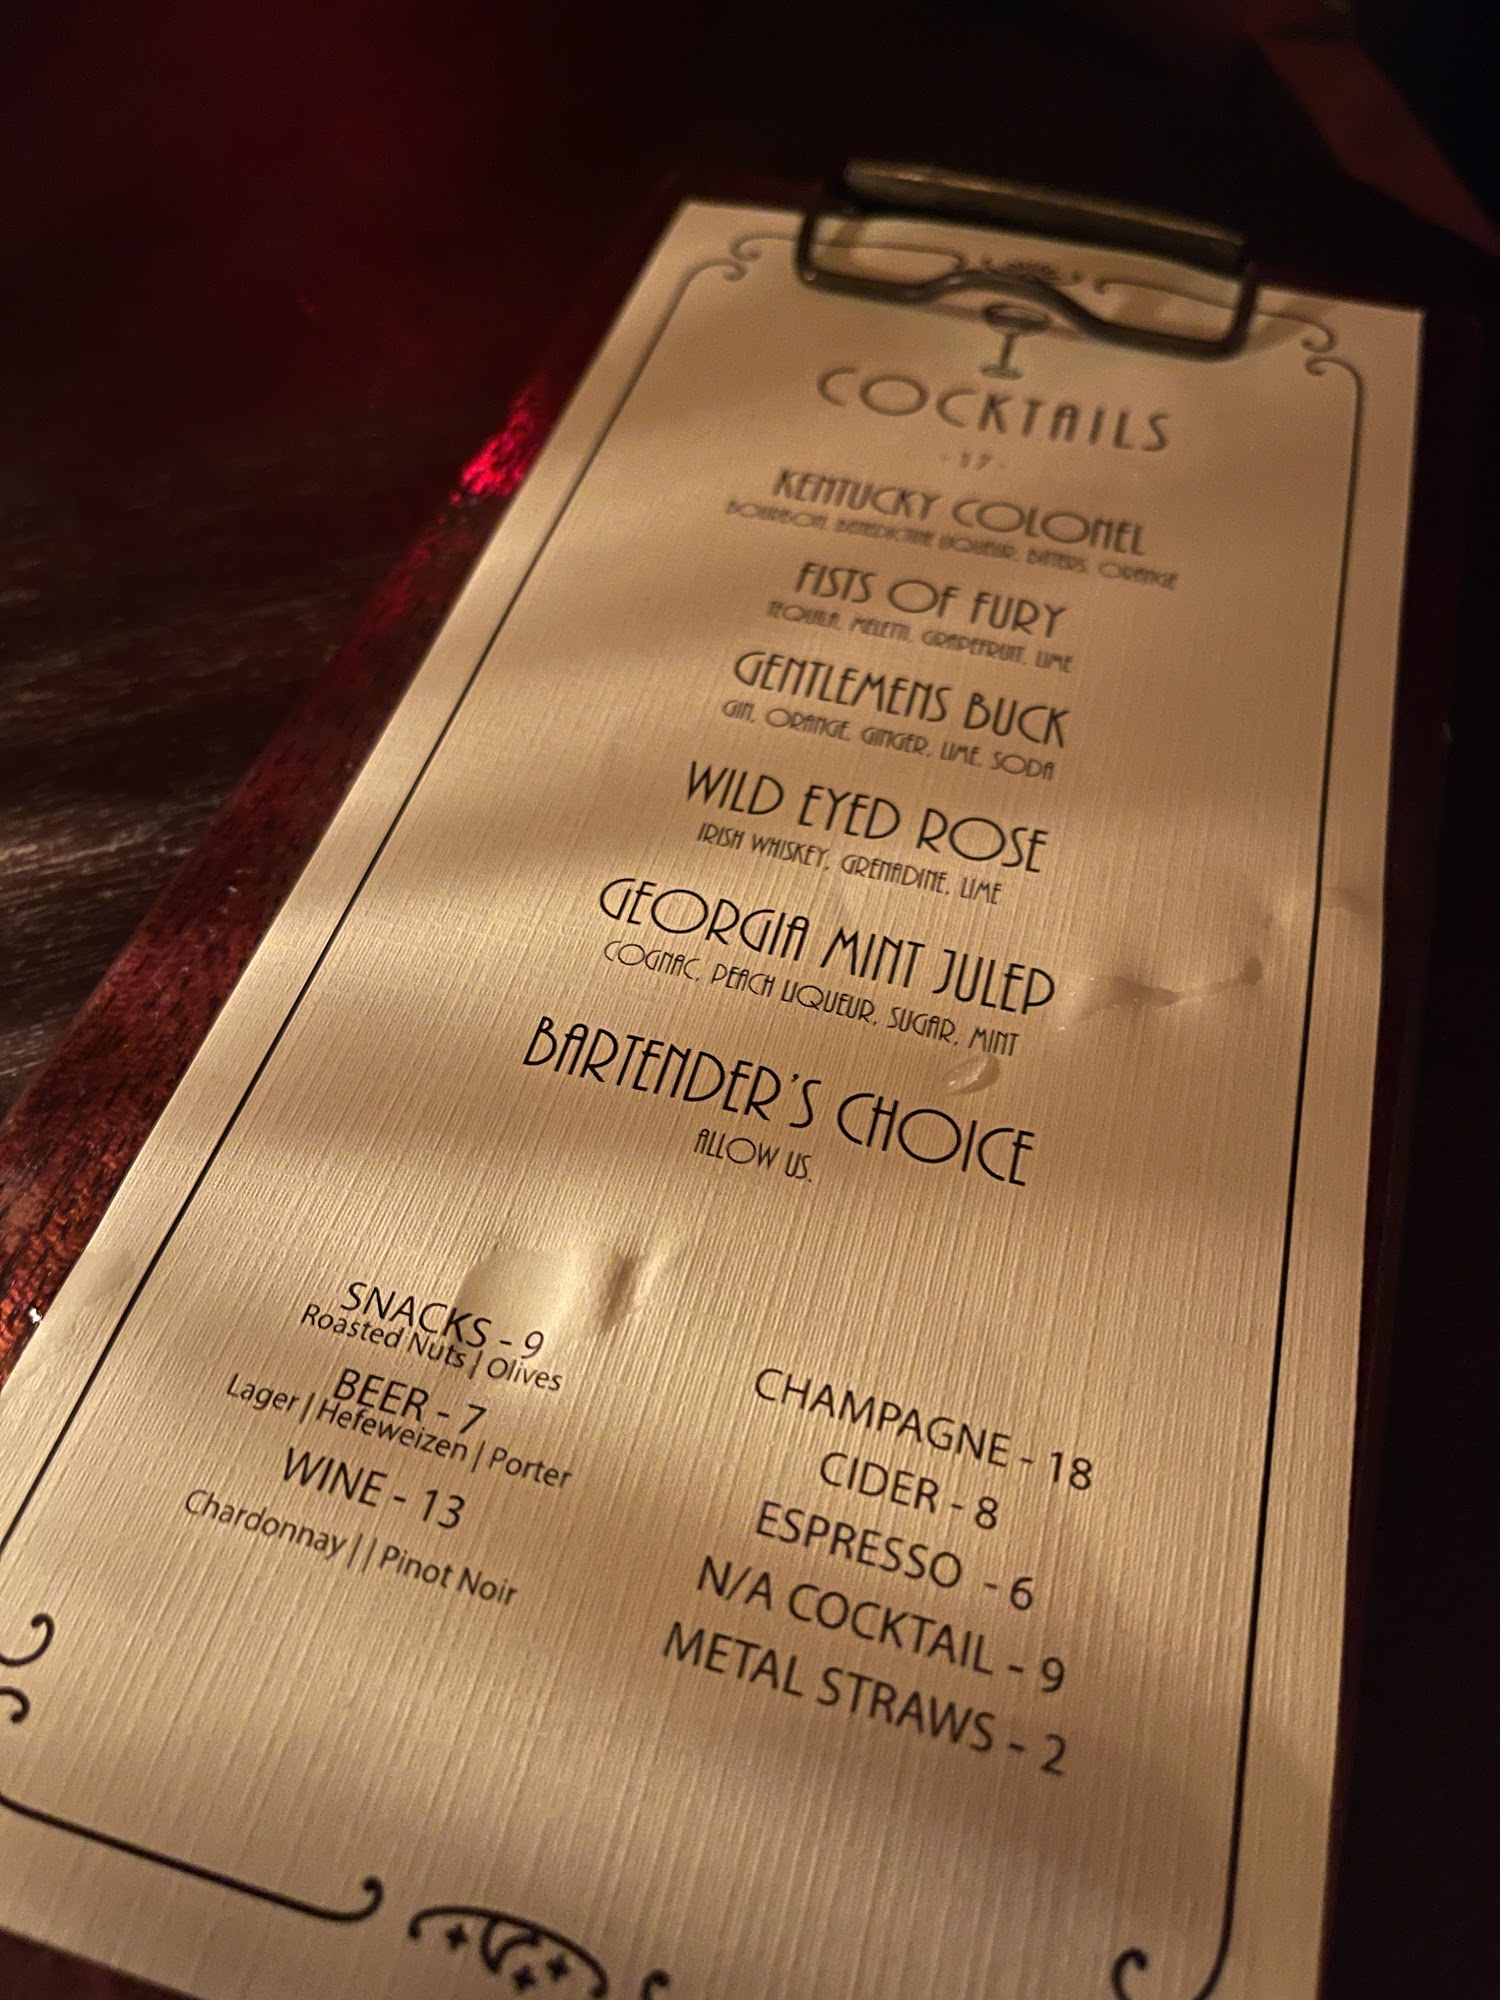 COCKTAILS
- 17 -
KENTUCKY COLONEL
BOURBON, BENEDICTINE LIQUEUR, BITTERS, ORANGE
FISTS OF FURY
TEQUILA, MELETTI, GRAPEFRUIT, LIME
GENTLEMENS BUCK
GIN, ORANGE, GINGER, LIME, SODA
WILD EYED ROSE
IRISH WHISKEY, GRENADINE, LIME
GEORGIA MINT JULEP
COGNAC, PEACH LIQUEUR, SUGAR, MINT
BARTENDER'S CHOICE
ALLOW US.
SNACKS - 9
Roasted Nuts | Olives
BEER - 7
Lager | Hefeweizen | Porter
WINE - 13
Chardonnay | | Pinot Noir
CHAMPAGNE - 18
CIDER - 8
ESPRESSO - 6
N/A COCKTAIL - 9
METAL STRAWS - 2